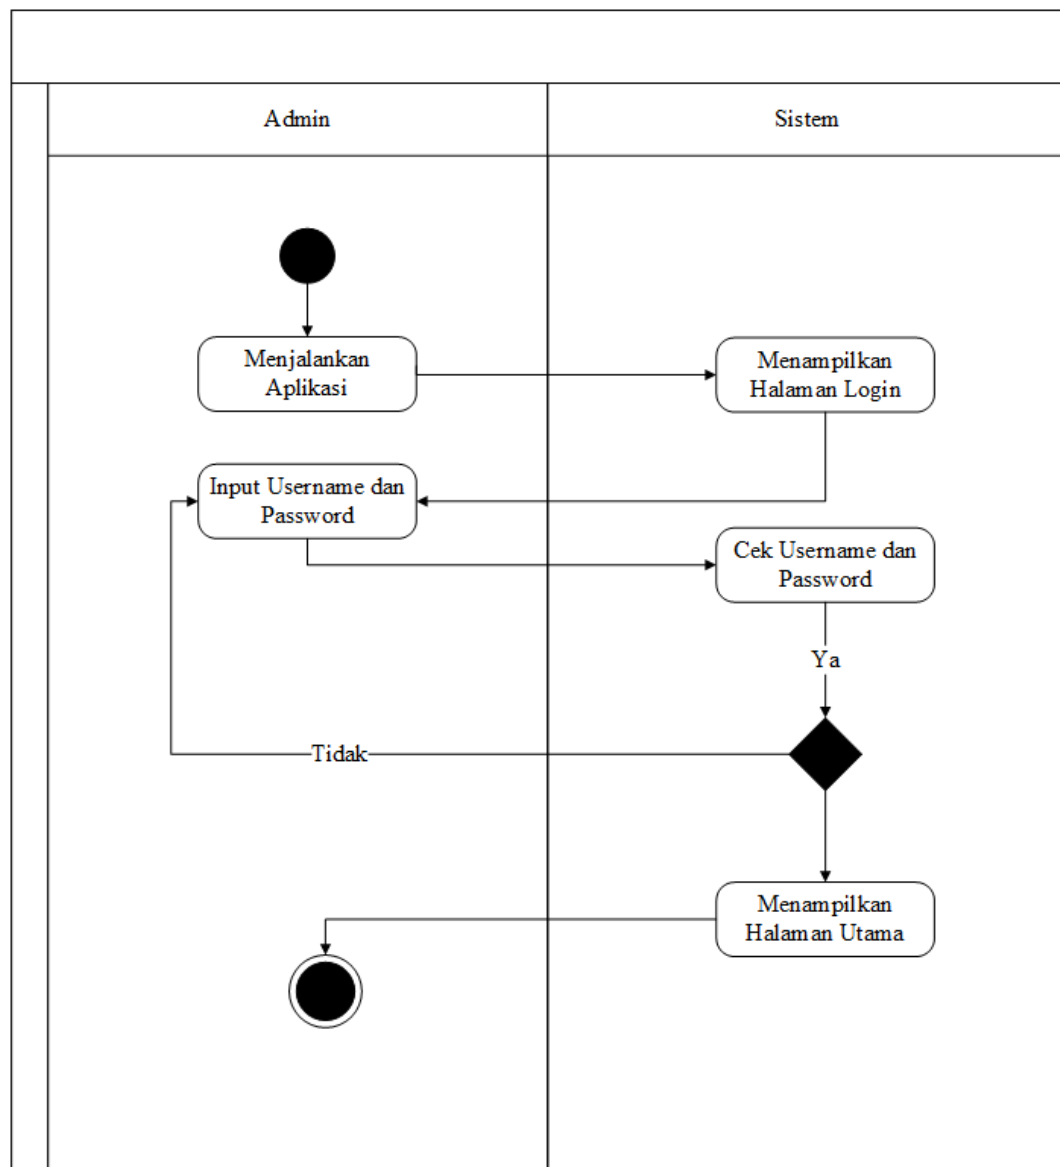 Admin
Sistem
Menjalankan
Aplikasi
Menampilkan
Halaman Login
Input Username dan
Password
Cek Username dan
Password
Ya
Tidak
Menampilkan
Halaman Utama